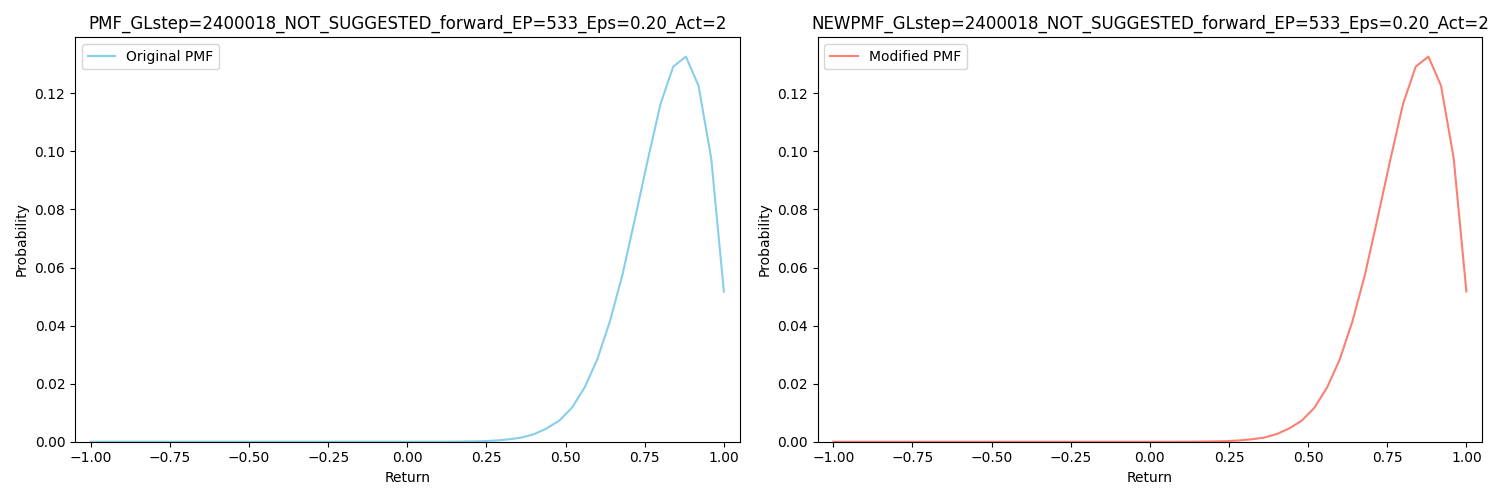 PMF_GLstep=2400018_NOT_SUGGESTED_forward_EP=533_Eps=0.20_Act=2
Original PMF
Probability
0.12
0.10
0.08
0.06
0.04
0.02
0.00
−1.00 −0.75 −0.50 −0.25 0.00 0.25 0.50 0.75 1.00
Return
NEWPMF_GLstep=2400018_NOT_SUGGESTED_forward_EP=533_Eps=0.20_Act=2
Modified PMF
Probability
0.12
0.10
0.08
0.06
0.04
0.02
0.00
−1.00 −0.75 −0.50 −0.25 0.00 0.25 0.50 0.75 1.00
Return